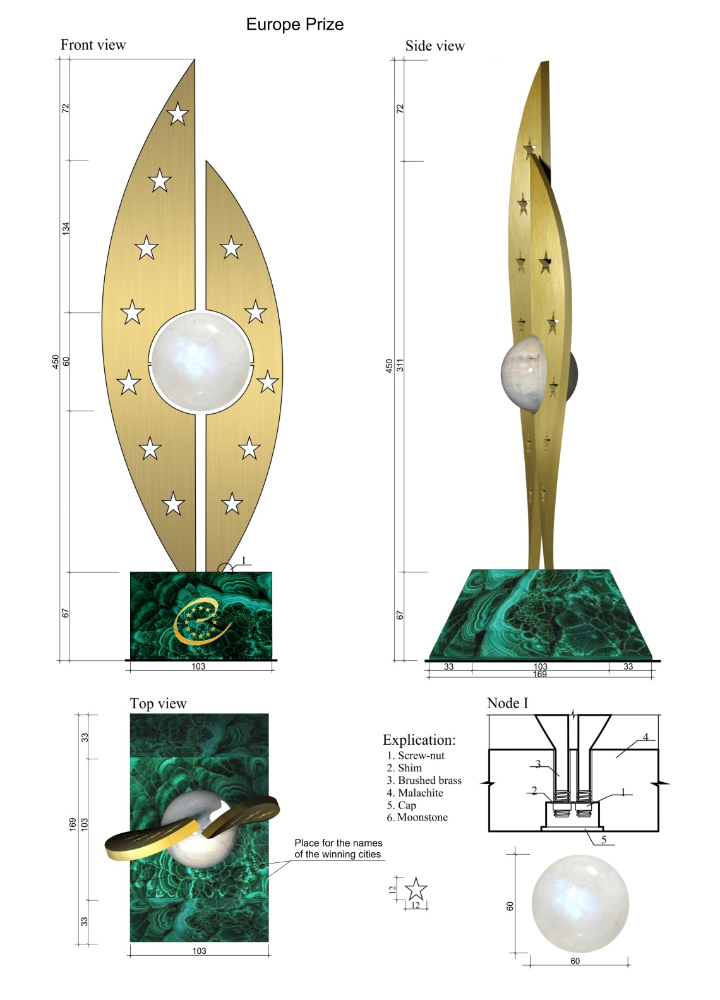 Europe Prize
Front view
Side view
72
134
450
60
67
103
I
72
450
311
67
33
103
33
169
Top view
33
169
103
33
103
Place for the names
of the winning cities
Explication:
1. Screw-nut
2. Shim
3. Brushed brass
4. Malachite
5. Cap
6. Moonstone
12
12
Node I
4
3
2
1
5
60
60